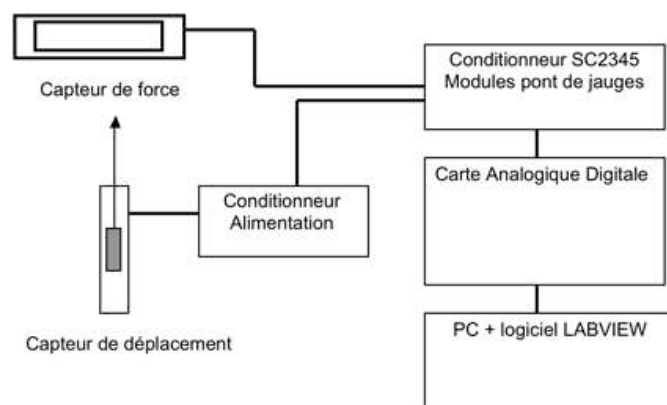 Capteur de force
Conditionneur SC2345
Modules pont de jauges
Conditionneur
Alimentation
Carte Analogique Digitale
Capteur de déplacement
PC + logiciel LABVIEW